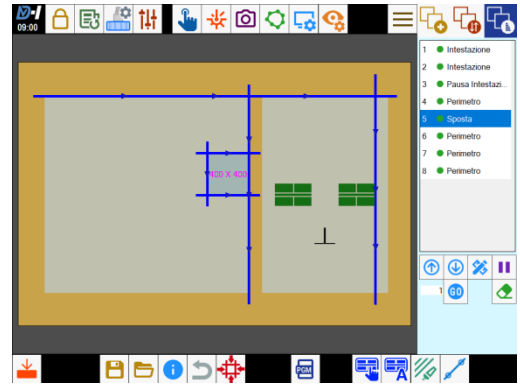 09:00
1 Intestazione
2 Intestazione
3 Pausa Intestazi...
4 Perimetro
5 Sposta
6 Perimetro
7 Perimetro
8 Perimetro
400 X 400
1 GO
PGM
A